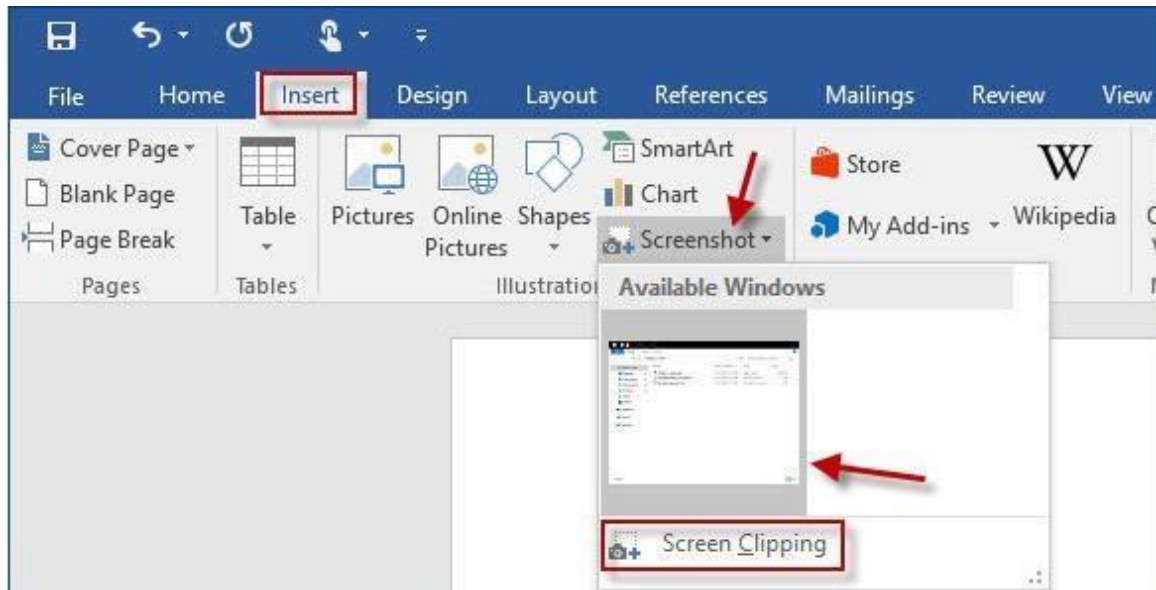 File Home Insert Design Layout References Mailings Review View
Cover Page
Blank Page
Page Break
Pages
Table
Tables
Pictures
Online
Pictures
Shapes
SmartArt
Chart
Screenshot
Illustration
Store
My Add-ins
W
Wikipedia
Available Windows
Screen Clipping